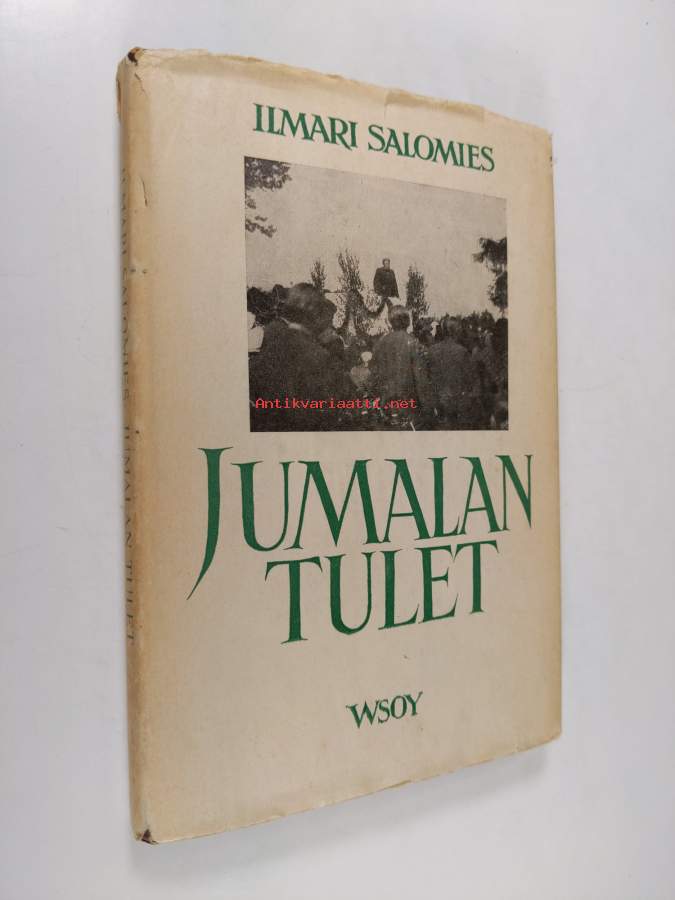 ILMARI SALOMIES
Antikvariaatti.net
JUMALAN
TULET
WSOY
ILMARI SALOMIES JUMALAN TULET